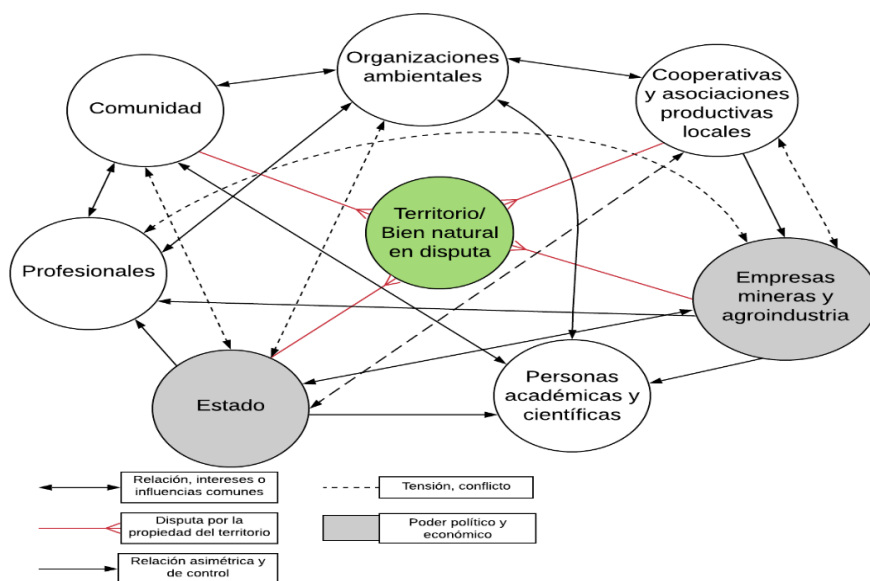 Organizaciones
ambientales
Comunidad
Cooperativas
y asociaciones
productivas
locales
Territorio/
Bien natural
en disputa
Profesionales
Empresas
mineras y
agroindustria
Estado
Personas
académicas y
científicas
Relación, intereses o
influencias comunes
Tensión, conflicto
Disputa por la
propiedad del territorio
Poder político y
económico
Relación asimétrica y
de control